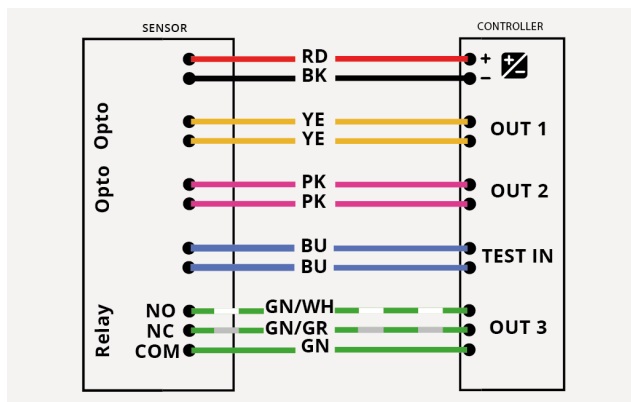 SENSOR
CONTROLLER
RD
+
BK
−
Opto
YE
YE
OUT 1
Opto
PK
PK
OUT 2
BU
BU
TEST IN
Relay
NO
GN/WH
NC
GN/GR
OUT 3
COM
GN